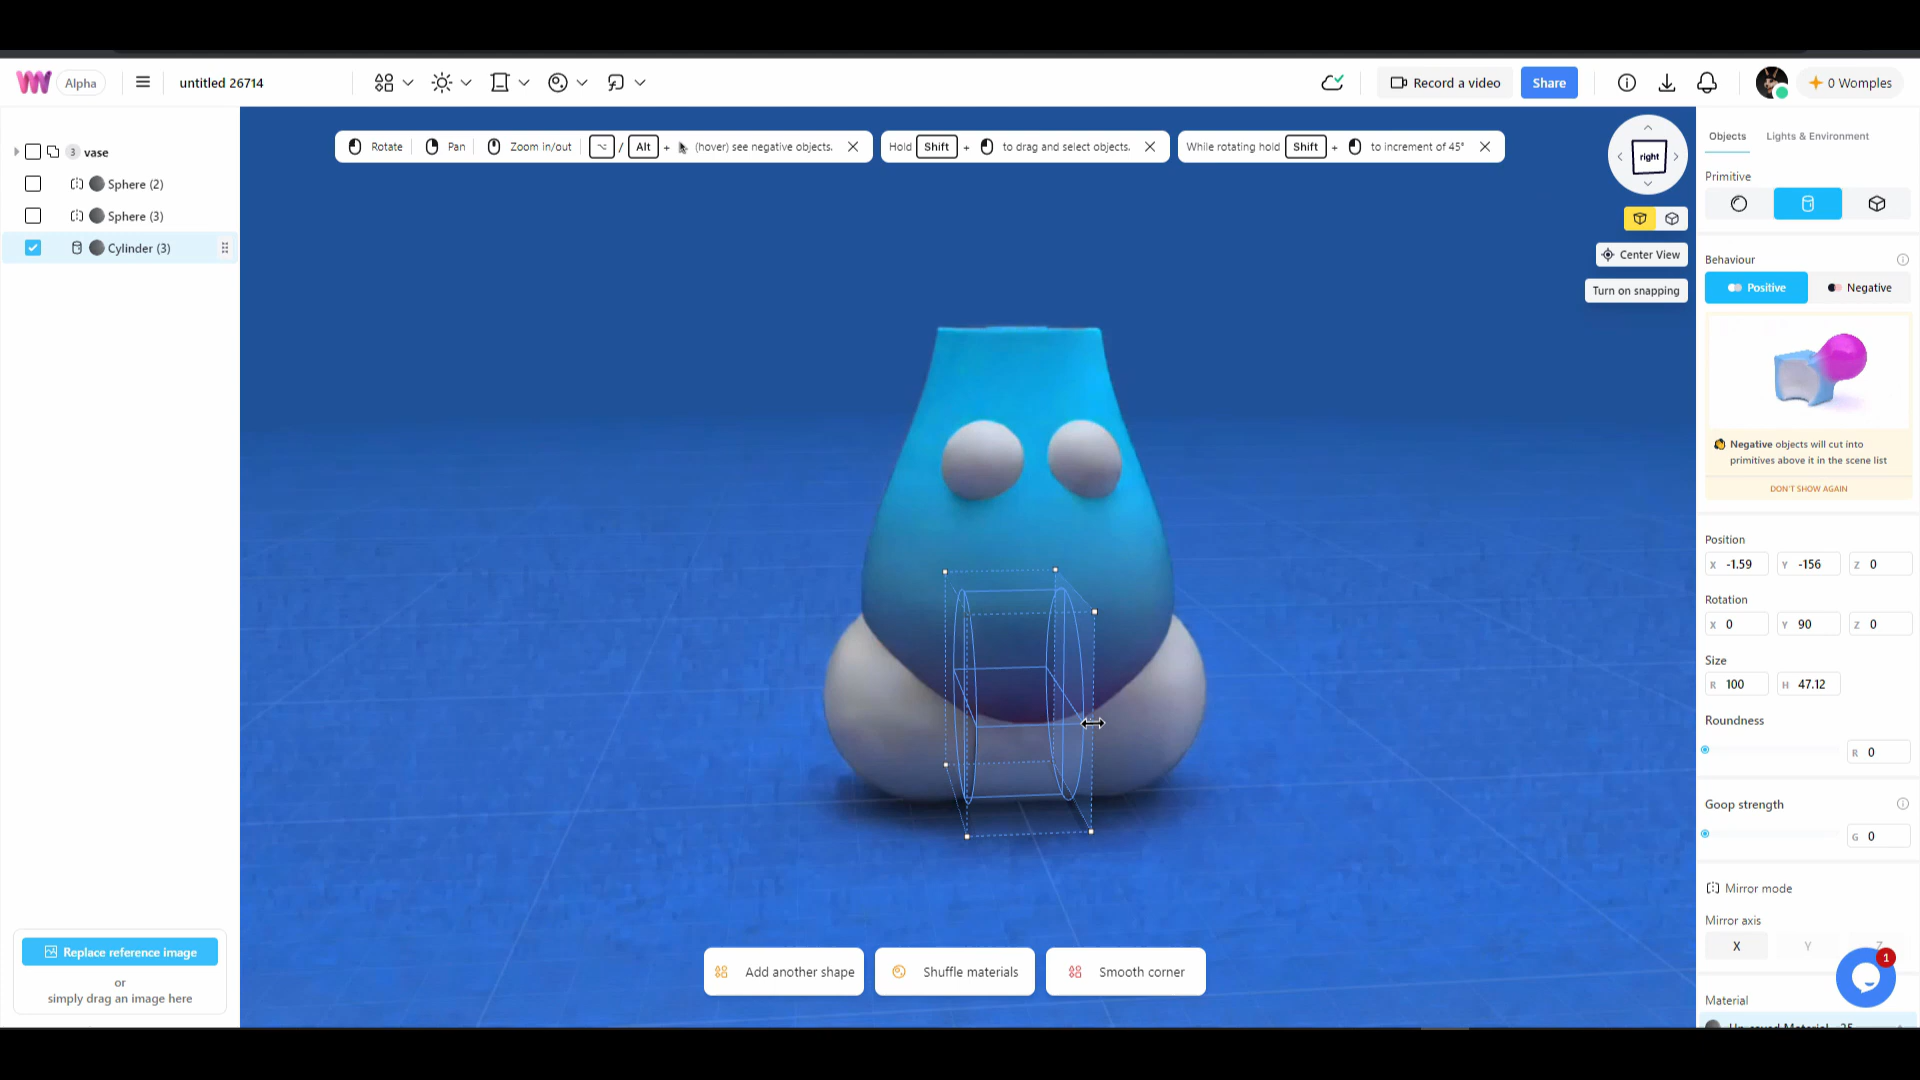 Alpha
untitled 26714
Record a video
Share
0 Womples
3 vase
Sphere (2)
Sphere (3)
Cylinder (3)
Rotate
Pan
Zoom in/out
/ Alt + (hover) see negative objects.
Hold Shift + to drag and select objects.
While rotating hold Shift + to increment of 45°
right
Center View
Turn on snapping
Objects
Lights & Environment
Primitive
Behaviour
Positive
Negative
Negative objects will cut into
primitives above it in the scene list
DON'T SHOW AGAIN
Position
X -1.59 Y -156 Z 0
Rotation
X 0 Y 90 Z 0
Size
R 100 H 47.12
Roundness
R 0
Goop strength
G 0
Mirror mode
Mirror axis
X Y Z
1
Material
Replace reference image
or
simply drag an image here
Add another shape
Shuffle materials
Smooth corner